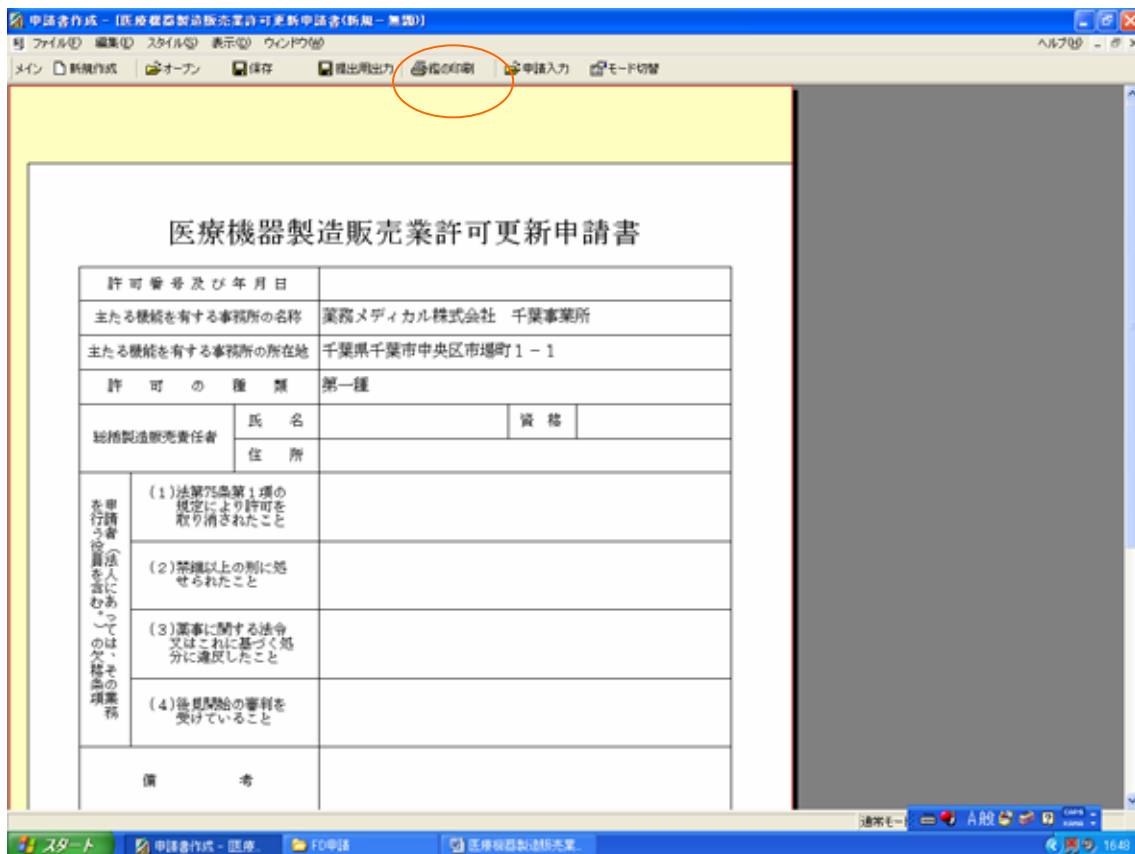 申請書作成 - [医療機器製造販売業許可更新申請書(新規 - 無題)]
ファイル(F) 編集(E) スタイル(S) 表示(D) ウィンドウ(W) ヘルプ(H)
メイン 新規作成 オープン 保存 提出用出力 鑑の印刷 申請入力 モード切替
医療機器製造販売業許可更新申請書
許可番号及び年月日
主たる機能を有する事務所の名称 薬務メディカル株式会社 千葉事業所
主たる機能を有する事務所の所在地 千葉県千葉市中央区市場町1-1
許可の種類 第一種
総括製造販売責任者 氏名 資格
住所
申請者(法人にあっては、その業務
を行う役員を含む。)の欠格条項
(1)法第75条第1項の
規定により許可を
取り消されたこと
(2)禁錮以上の刑に処
せられたこと
(3)薬事に関する法令
又はこれに基づく処
分に違反したこと
(4)後見開始の審判を
受けていること
備考
通常モード
A般
CAPS
KANA
スタート 申請書作成 - 医療... FD申請 医療機器製造販売業... 16:48